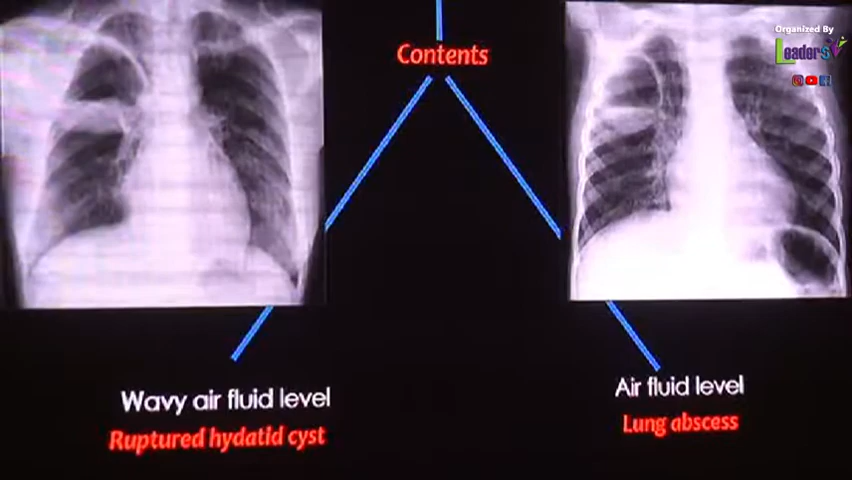 Organized By
Leaders
Contents
Wavy air fluid level
Ruptured hydatid cyst
Air fluid level
Lung abscess